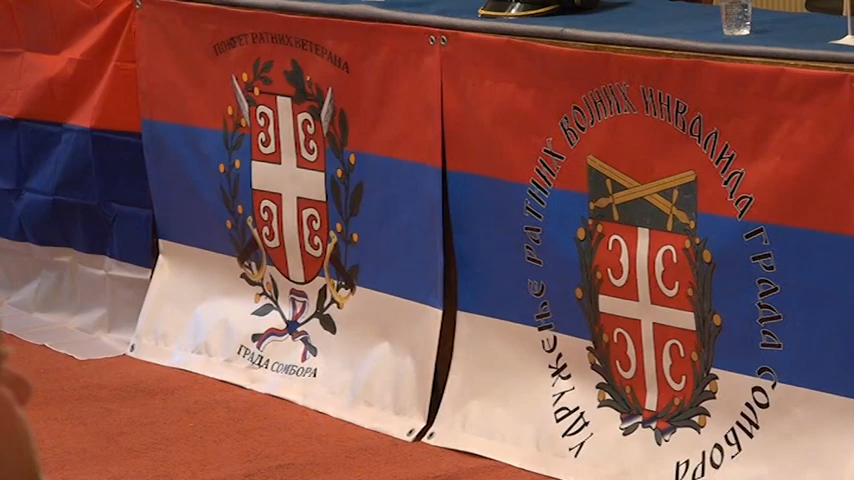 ПОКРЕТ РАТНИХ ВЕТЕРАНА
ГРАДА СОМБОРА
УДРУЖЕЊЕ РАТНИХ ВОЈНИХ ИНВАЛИДА ГРАДА СОМБОРА